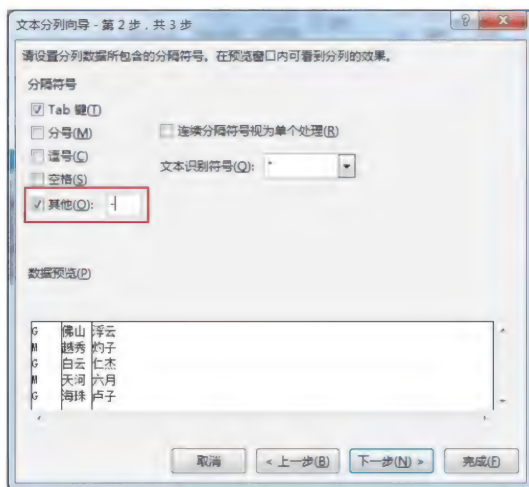 文本分列向导 - 第 2 步，共 3 步
请设置分列数据所包含的分隔符号。在预览窗口内可看到分列的效果。
分隔符号
Tab 键(T)
分号(M)
连续分隔符号视为单个处理(R)
逗号(C)
文本识别符号(Q): "
空格(S)
其他(O): -
数据预览(P)
G 佛山 浮云
M 越秀 灼子
G 白云 仁杰
M 天河 六月
G 海珠 卢子
取消 < 上一步(B) 下一步(N) > 完成(F)